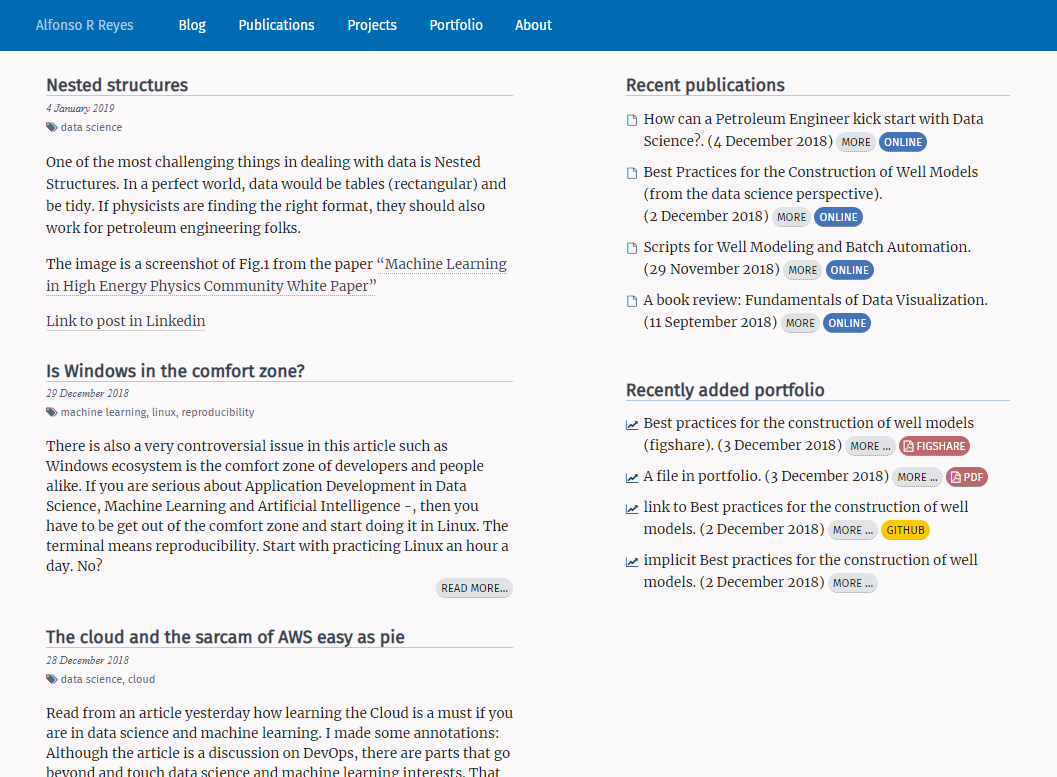 Alfonso R Reyes Blog Publications Projects Portfolio About
Nested structures
4 January 2019
data science
One of the most challenging things in dealing with data is Nested
Structures. In a perfect world, data would be tables (rectangular) and
be tidy. If physicists are finding the right format, they should also
work for petroleum engineering folks.
The image is a screenshot of Fig.1 from the paper “Machine Learning
in High Energy Physics Community White Paper”
Link to post in Linkedin
Is Windows in the comfort zone?
29 December 2018
machine learning, linux, reproducibility
There is also a very controversial issue in this article such as
Windows ecosystem is the comfort zone of developers and people
alike. If you are serious about Application Development in Data
Science, Machine Learning and Artificial Intelligence -, then you
have to be get out of the comfort zone and start doing it in Linux. The
terminal means reproducibility. Start with practicing Linux an hour a
day. No?
READ MORE...
The cloud and the sarcam of AWS easy as pie
28 December 2018
data science, cloud
Read from an article yesterday how learning the Cloud is a must if you
are in data science and machine learning. I made some annotations:
Although the article is a discussion on DevOps, there are parts that go
beyond and touch data science and machine learning interests. That
Recent publications
How can a Petroleum Engineer kick start with Data
Science?. (4 December 2018) MORE ONLINE
Best Practices for the Construction of Well Models
(from the data science perspective).
(2 December 2018) MORE ONLINE
Scripts for Well Modeling and Batch Automation.
(29 November 2018) MORE ONLINE
A book review: Fundamentals of Data Visualization.
(11 September 2018) MORE ONLINE
Recently added portfolio
Best practices for the construction of well models
(figshare). (3 December 2018) MORE ... FIGSHARE
A file in portfolio. (3 December 2018) MORE ... PDF
link to Best practices for the construction of well
models. (2 December 2018) MORE ... GITHUB
implicit Best practices for the construction of well
models. (2 December 2018) MORE ...